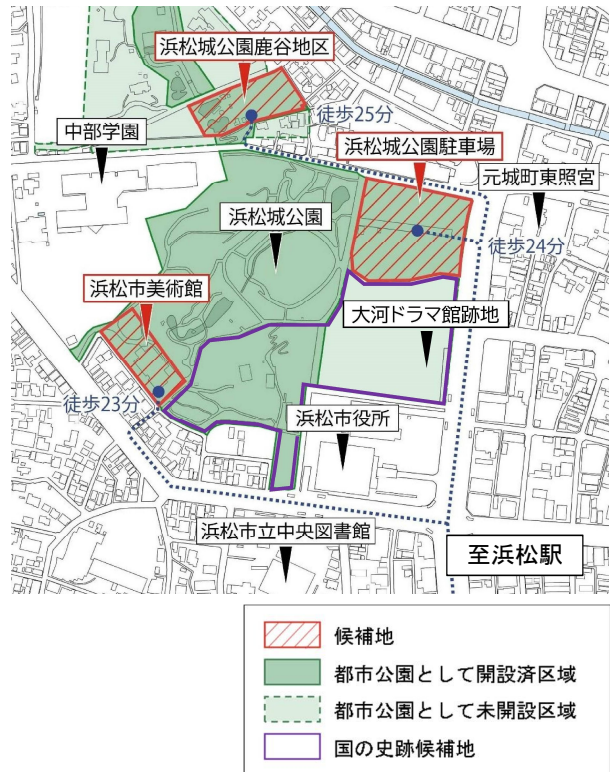 浜松城公園鹿谷地区
徒歩25分
中部学園
浜松城公園駐車場
元城町東照宮
浜松城公園
徒歩24分
浜松市美術館
大河ドラマ館跡地
徒歩23分
浜松市役所
浜松市立中央図書館
至浜松駅
候補地
都市公園として開設済区域
都市公園として未開設区域
国の史跡候補地